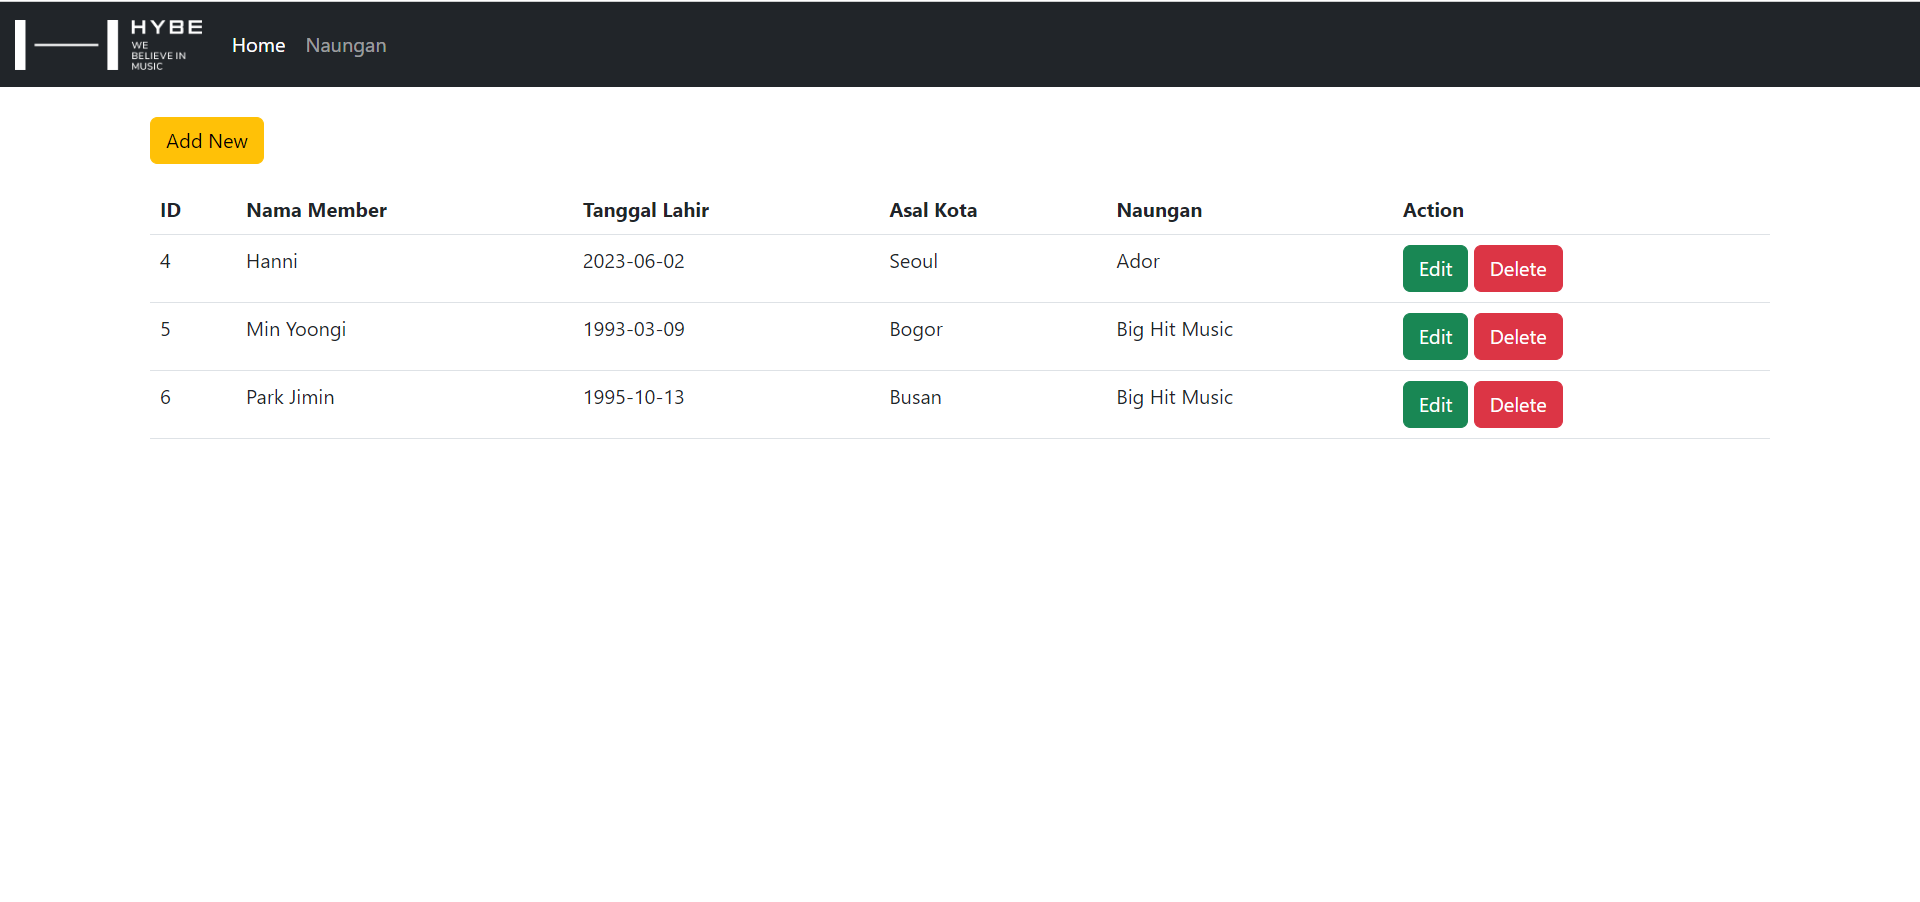 HYBE
WE
BELIEVE IN
MUSIC
Home Naungan
Add New
ID Nama Member Tanggal Lahir Asal Kota Naungan Action
4 Hanni 2023-06-02 Seoul Ador Edit Delete
5 Min Yoongi 1993-03-09 Bogor Big Hit Music Edit Delete
6 Park Jimin 1995-10-13 Busan Big Hit Music Edit Delete